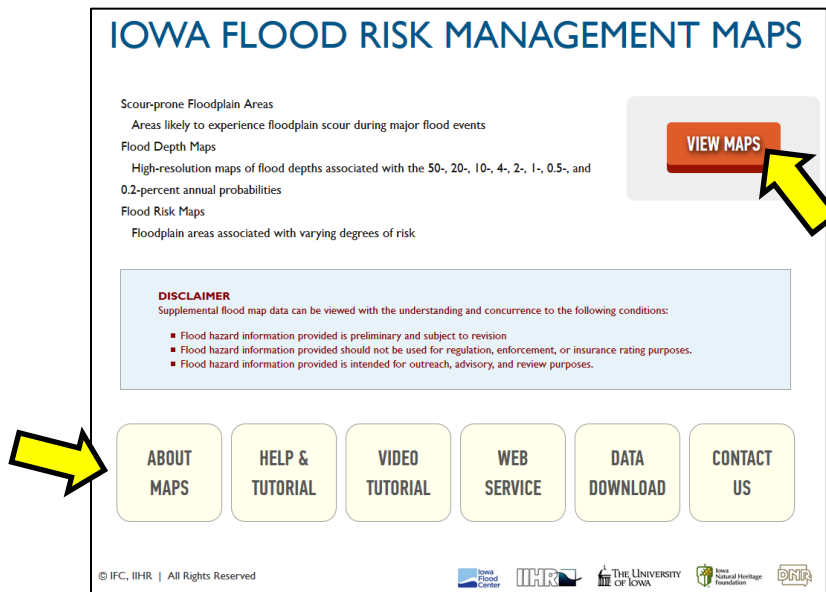 IOWA FLOOD RISK MANAGEMENT MAPS
Scour-prone Floodplain Areas
Areas likely to experience floodplain scour during major flood events
Flood Depth Maps
High-resolution maps of flood depths associated with the 50-, 20-, 10-, 4-, 2-, 1-, 0.5-, and
0.2-percent annual probabilities
Flood Risk Maps
Floodplain areas associated with varying degrees of risk
VIEW MAPS
DISCLAIMER
Supplemental flood map data can be viewed with the understanding and concurrence to the following conditions:
▪ Flood hazard information provided is preliminary and subject to revision
▪ Flood hazard information provided should not be used for regulation, enforcement, or insurance rating purposes.
▪ Flood hazard information provided is intended for outreach, advisory, and review purposes.
ABOUT
MAPS
HELP &
TUTORIAL
VIDEO
TUTORIAL
WEB
SERVICE
DATA
DOWNLOAD
CONTACT
US
© IFC, IIHR | All Rights Reserved
Iowa
Flood
Center
IIHR
THE UNIVERSITY
OF IOWA
Iowa
Natural Heritage
Foundation
DNR